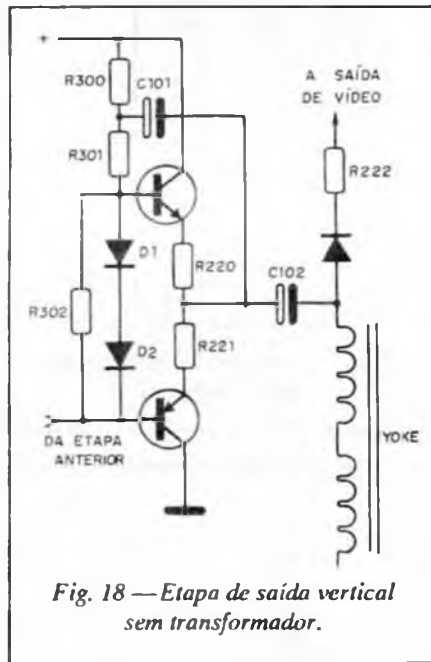 +
R300
C101
R301
A SAÍDA
DE VÍDEO
R222
D1
R220
C102
R302
R221
D2
YOKE
DA ETAPA
ANTERIOR
Fig. 18 — Etapa de saída vertical
sem transformador.